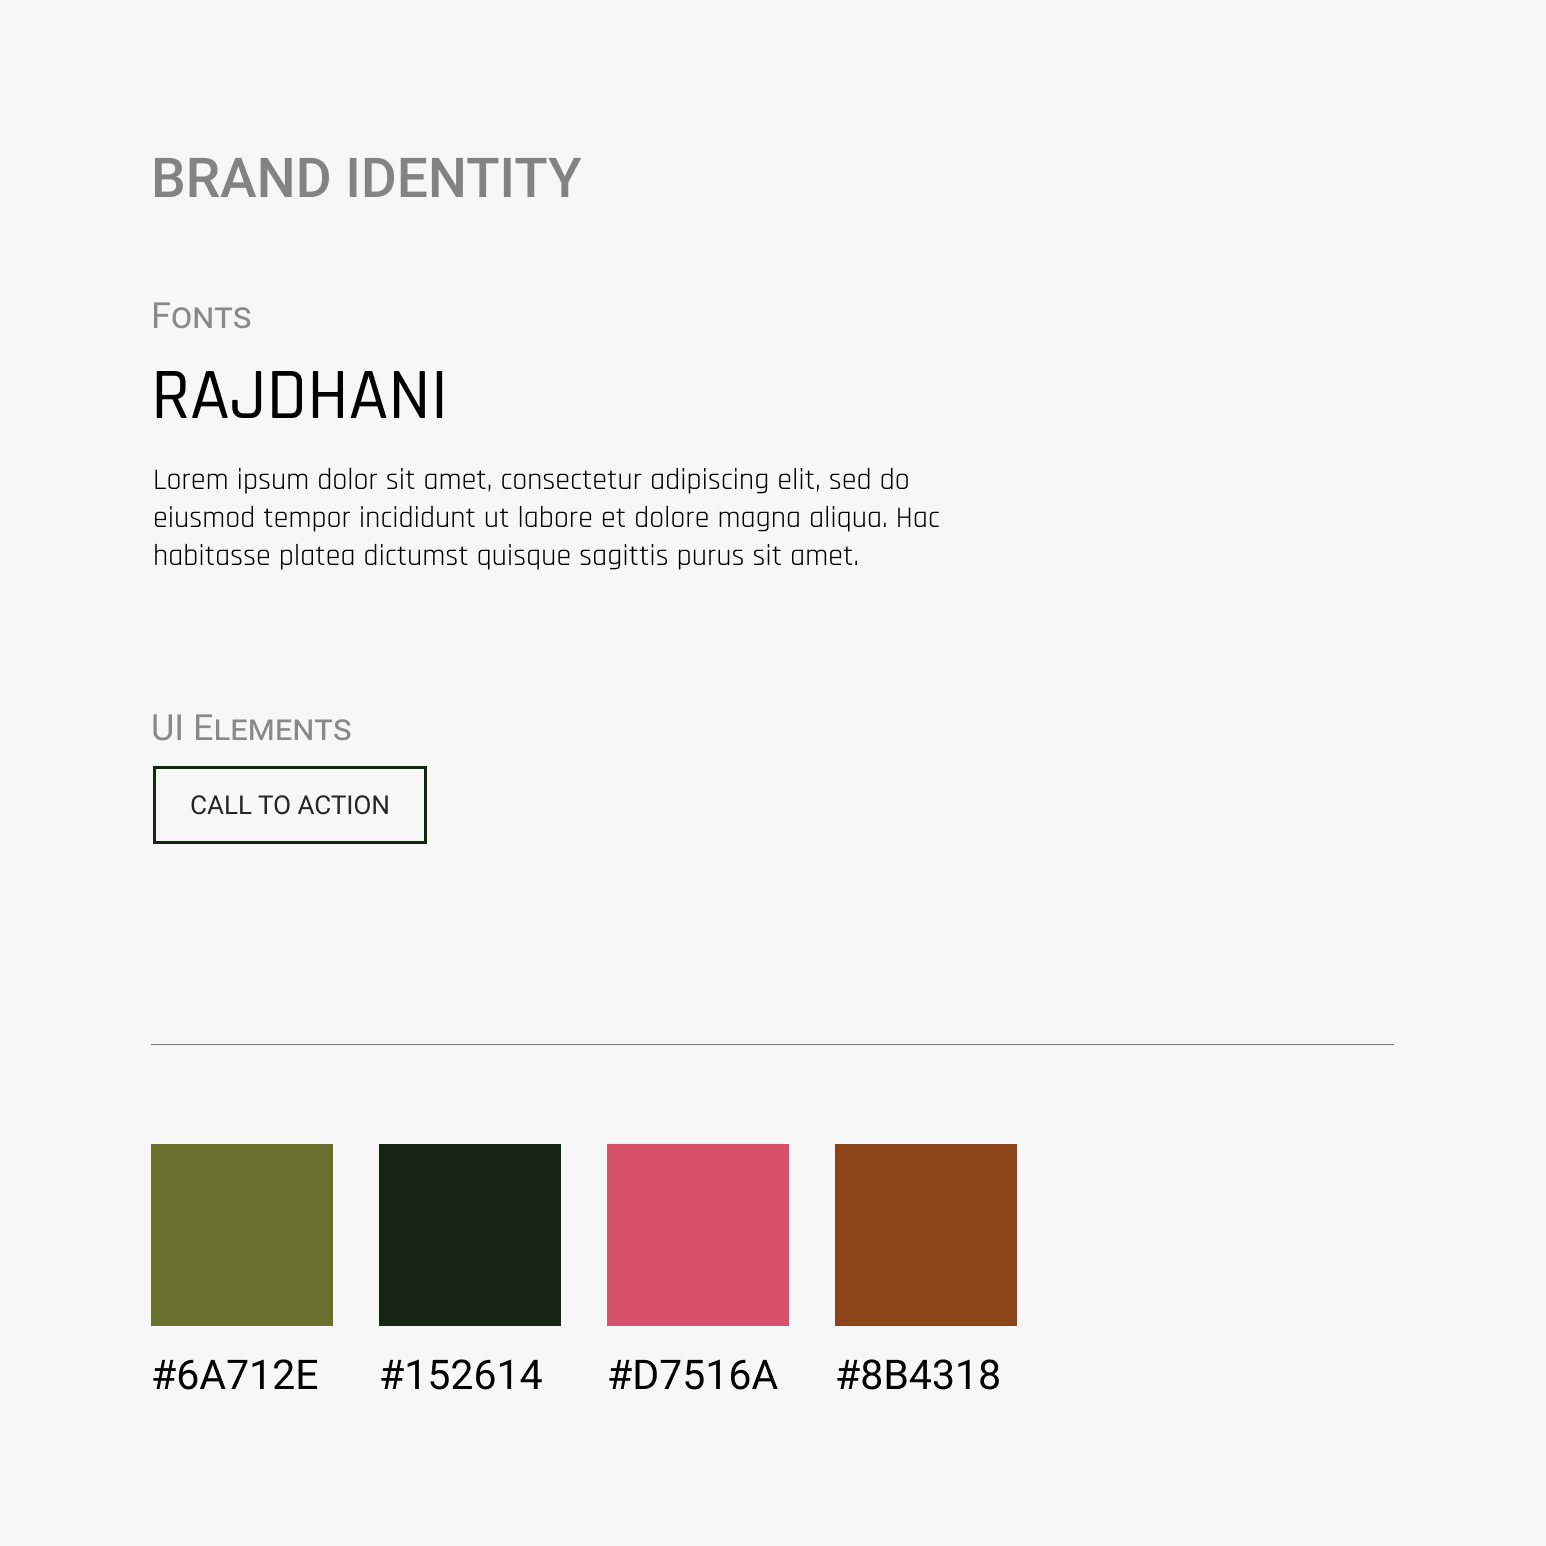 BRAND IDENTITY
Fonts
RAJDHANI
Lorem ipsum dolor sit amet, consectetur adipiscing elit, sed do
eiusmod tempor incididunt ut labore et dolore magna aliqua. Hac
habitasse platea dictumst quisque sagittis purus sit amet.
UI Elements
CALL TO ACTION
#6A712E #152614 #D7516A #8B4318